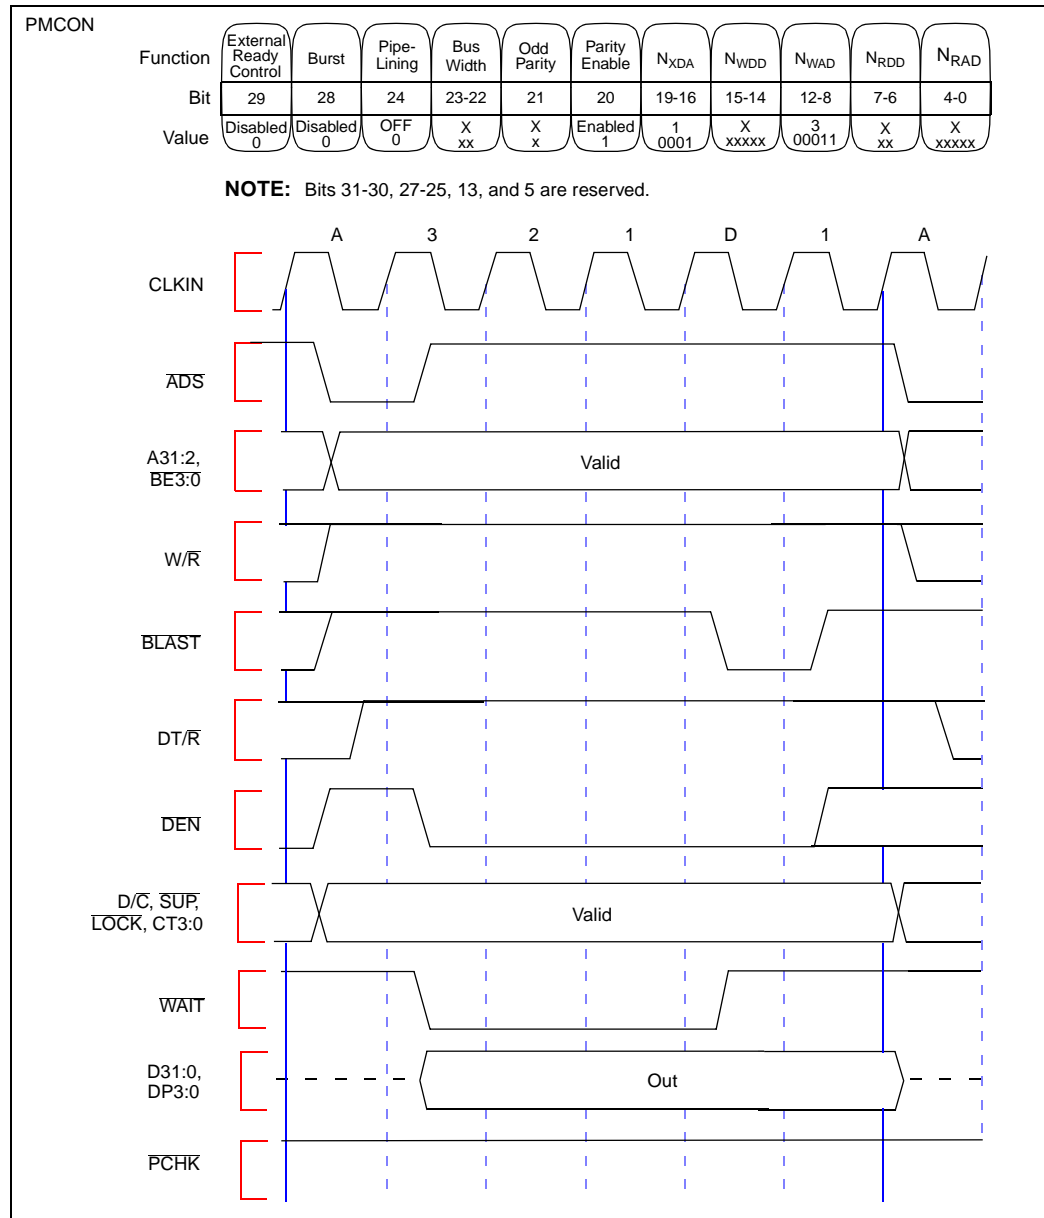 PMCON
Function External Ready Control Burst Pipe-Lining Bus Width Odd Parity Parity Enable NXDA NWDD NWAD NRDD NRAD
Bit 29 28 24 23-22 21 20 19-16 15-14 12-8 7-6 4-0
Value Disabled 0 Disabled 0 OFF 0 X xx X x Enabled 1 1 0001 X xxxxx 3 00011 X xx X xxxxx
NOTE: Bits 31-30, 27-25, 13, and 5 are reserved.
A 3 2 1 D 1 A
CLKIN
ADS
A31:2,
BE3:0
Valid
W/R
BLAST
DT/R
DEN
D/C, SUP,
LOCK, CT3:0
Valid
WAIT
D31:0,
DP3:0
Out
PCHK